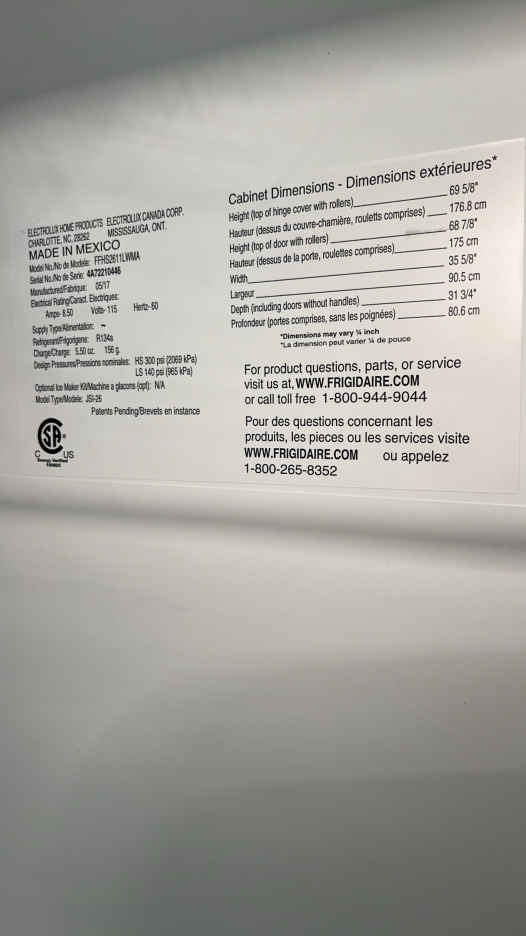 ELECTROLUX HOME PRODUCTS ELECTROLUX CANADA CORP.
CHARLOTTE, NC, 28262 MISSISSAUGA, ONT.
MADE IN MEXICO
Model No./No de Modele: FFHS2611LWMA
Serial No./No de Serie: 4A72210446
Manufactured/Fabrique: 05/17
Electrical Rating/Caract. Electriques:
Amps- 8.50 Volts- 115 Hertz- 60
Supply Type/Alimentation: ~
Refrigerant/Frigorigene: R134a
Charge/Charge: 5.50 oz. 156 g.
Design Pressures/Pressions nominales: HS 300 psi (2069 kPa)
LS 140 psi (965 kPa)
Optional Ice Maker Kit/Machine a glacons (opt): N/A
Model Type/Modele: JSI-26
Patents Pending/Brevets en instance
C SA ® US
Energy Verified
Cabinet Dimensions - Dimensions extérieures*
Height (top of hinge cover with rollers) 69 5/8"
Hauteur (dessus du couvre-charnière, rouletts comprises) 176.8 cm
Height (top of door with rollers) 68 7/8"
Hauteur (dessus de la porte, roulettes comprises) 175 cm
Width 35 5/8"
Largeur 90.5 cm
Depth (including doors without handles) 31 3/4"
Profondeur (portes comprises, sans les poignées) 80.6 cm
*Dimensions may vary ¼ inch
*La dimension peut varier ¼ de pouce
For product questions, parts, or service
visit us at, WWW.FRIGIDAIRE.COM
or call toll free 1-800-944-9044
Pour des questions concernant les
produits, les pieces ou les services visite
WWW.FRIGIDAIRE.COM ou appelez
1-800-265-8352